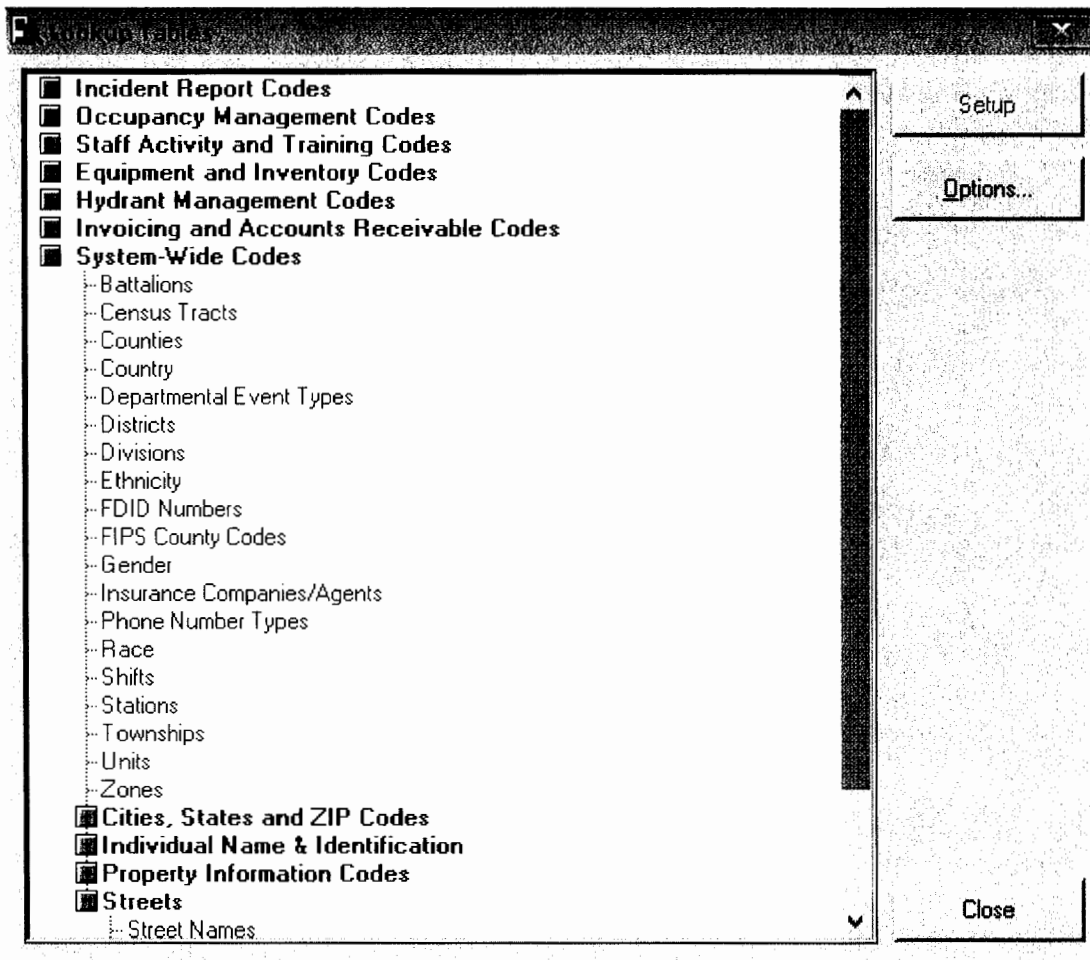 Lookup Tables
Incident Report Codes
Occupancy Management Codes
Staff Activity and Training Codes
Equipment and Inventory Codes
Hydrant Management Codes
Invoicing and Accounts Receivable Codes
System-Wide Codes
Battalions
Census Tracts
Counties
Country
Departmental Event Types
Districts
Divisions
Ethnicity
FDID Numbers
FIPS County Codes
Gender
Insurance Companies/Agents
Phone Number Types
Race
Shifts
Stations
Townships
Units
Zones
Cities, States and ZIP Codes
Individual Name & Identification
Property Information Codes
Streets
Street Names
Setup
Options...
Close